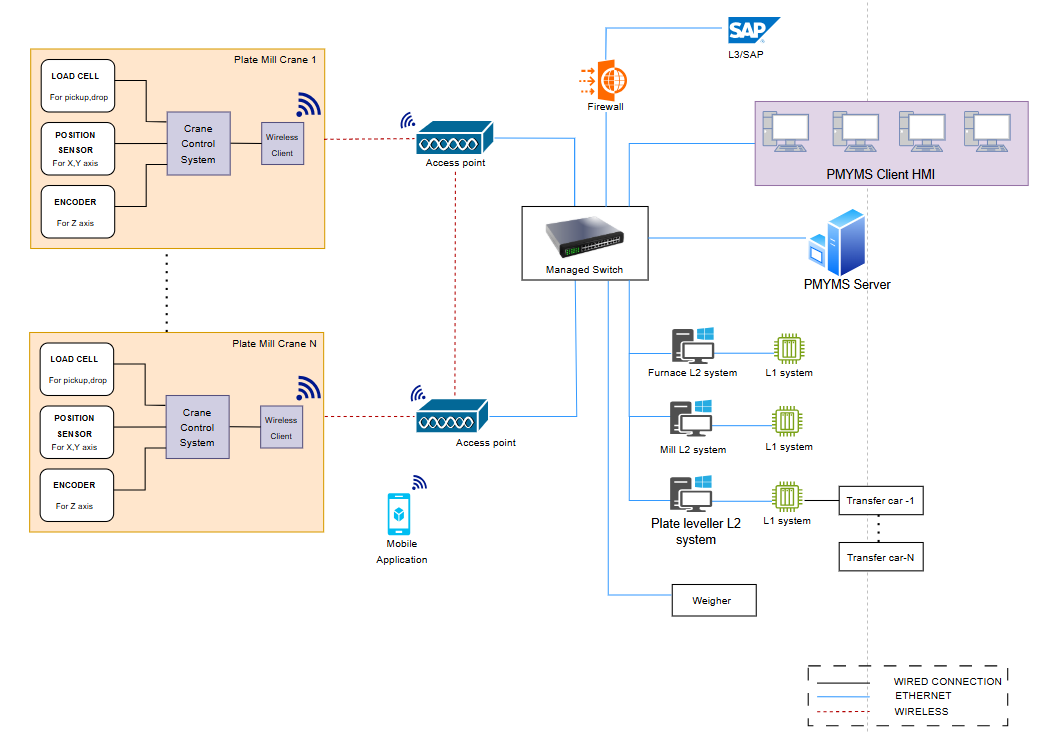 SAP
L3/SAP
Firewall
Plate Mill Crane 1
LOAD CELL
For pickup,drop
POSITION
SENSOR
For X,Y axis
ENCODER
For Z axis
Crane
Control
System
Wireless
Client
Access point
PMYMS Client HMI
Managed Switch
PMYMS Server
Plate Mill Crane N
LOAD CELL
For pickup,drop
POSITION
SENSOR
For X,Y axis
ENCODER
For Z axis
Crane
Control
System
Wireless
Client
Access point
Mobile
Application
Furnace L2 system
L1 system
Mill L2 system
L1 system
Plate leveller L2
system
L1 system
Transfer car -1
Transfer car-N
Weigher
WIRED CONNECTION
ETHERNET
WIRELESS